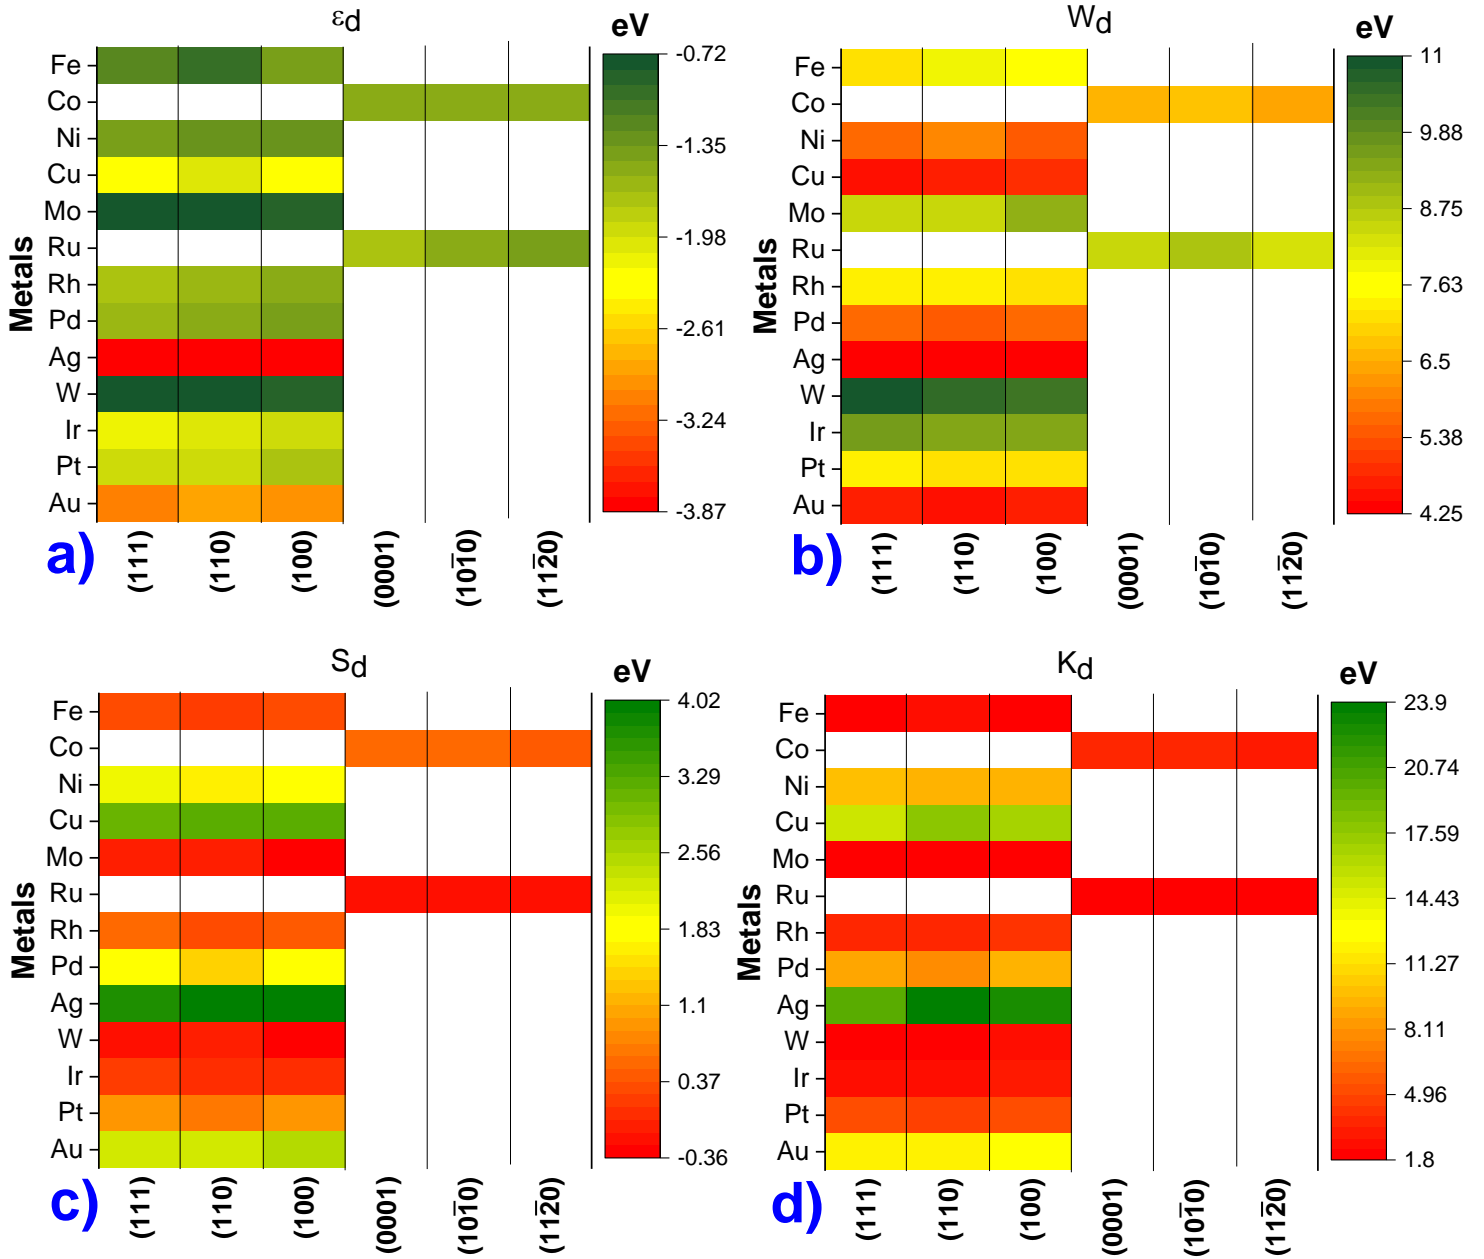 εd
eV
Fe
Co
Ni
Cu
Mo
Ru
Rh
Pd
Ag
W
Ir
Pt
Au
Metals
-0.72
-1.35
-1.98
-2.61
-3.24
-3.87
a)
(111)
(110)
(100)
(0001)
(101̅0)
(112̅0)
Wd
eV
Fe
Co
Ni
Cu
Mo
Ru
Rh
Pd
Ag
W
Ir
Pt
Au
Metals
11
9.88
8.75
7.63
6.5
5.38
4.25
b)
(111)
(110)
(100)
(0001)
(101̅0)
(112̅0)
Sd
eV
Fe
Co
Ni
Cu
Mo
Ru
Rh
Pd
Ag
W
Ir
Pt
Au
Metals
4.02
3.29
2.56
1.83
1.1
0.37
-0.36
c)
(111)
(110)
(100)
(0001)
(101̅0)
(112̅0)
Kd
eV
Fe
Co
Ni
Cu
Mo
Ru
Rh
Pd
Ag
W
Ir
Pt
Au
Metals
23.9
20.74
17.59
14.43
11.27
8.11
4.96
1.8
d)
(111)
(110)
(100)
(0001)
(101̅0)
(112̅0)